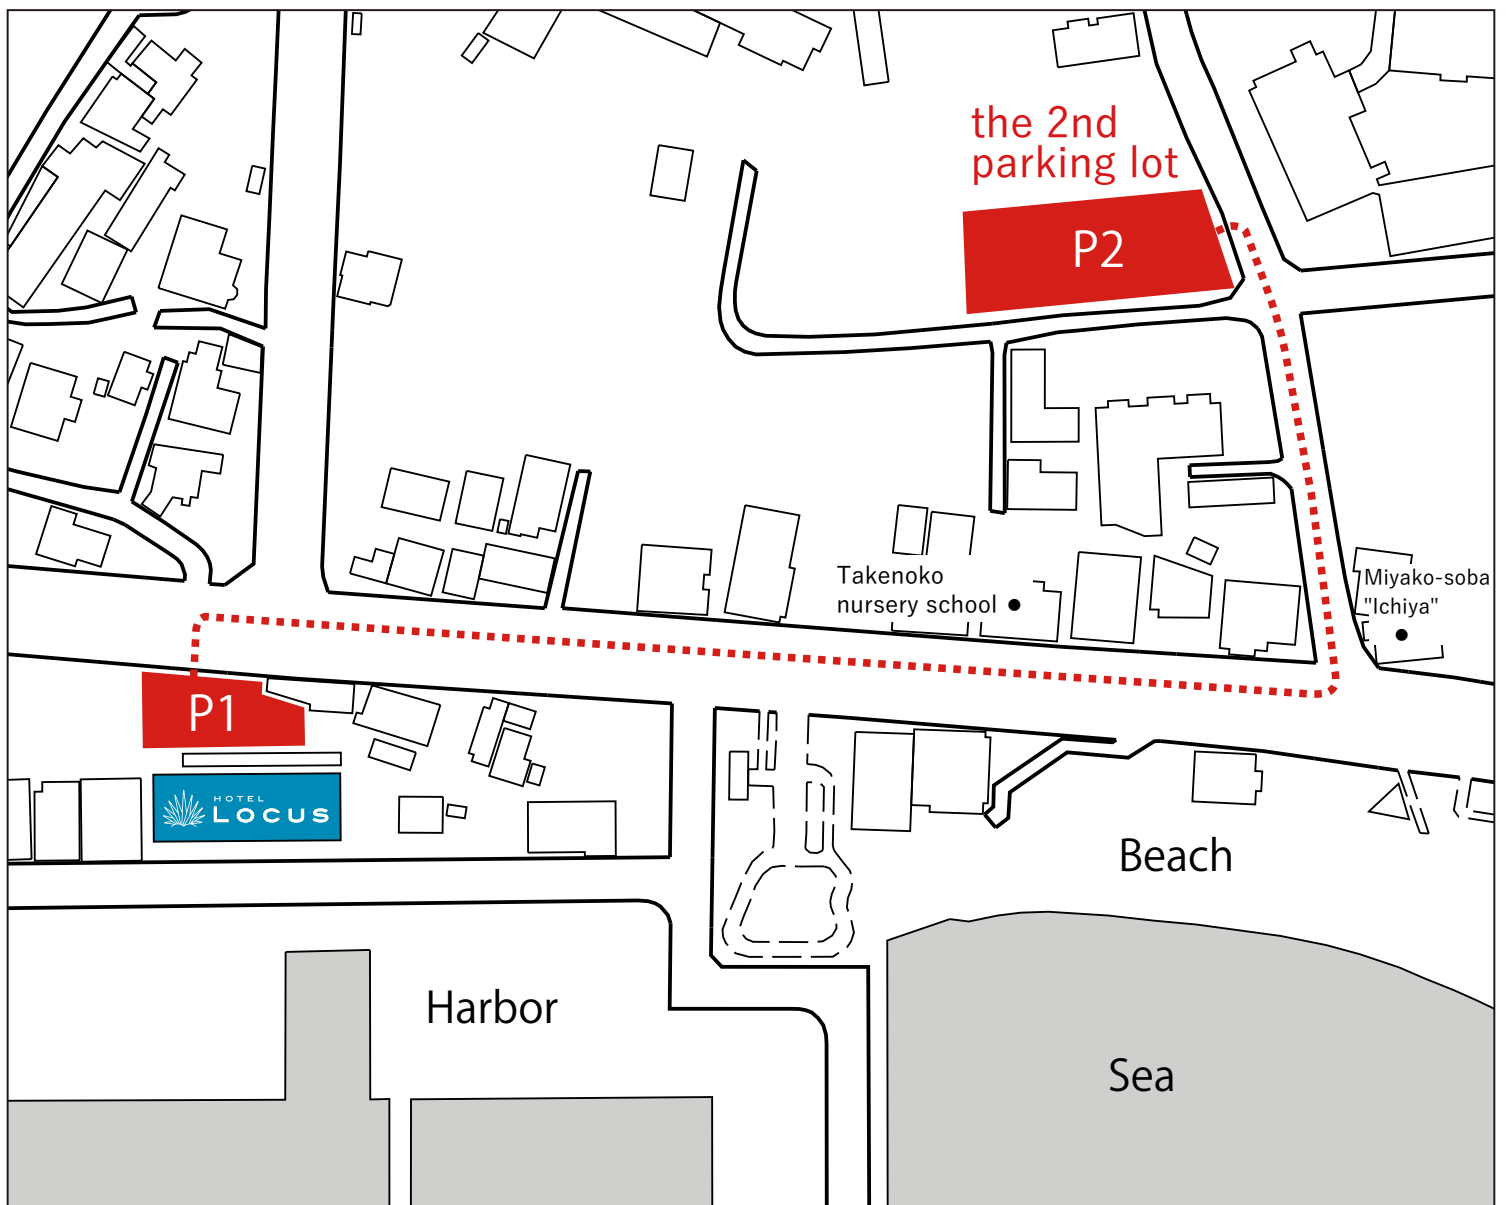 the 2nd
parking lot
P2
Takenoko
nursery school
Miyako-soba
"Ichiya"
P1
HOTEL
LOCUS
Beach
Harbor
Sea